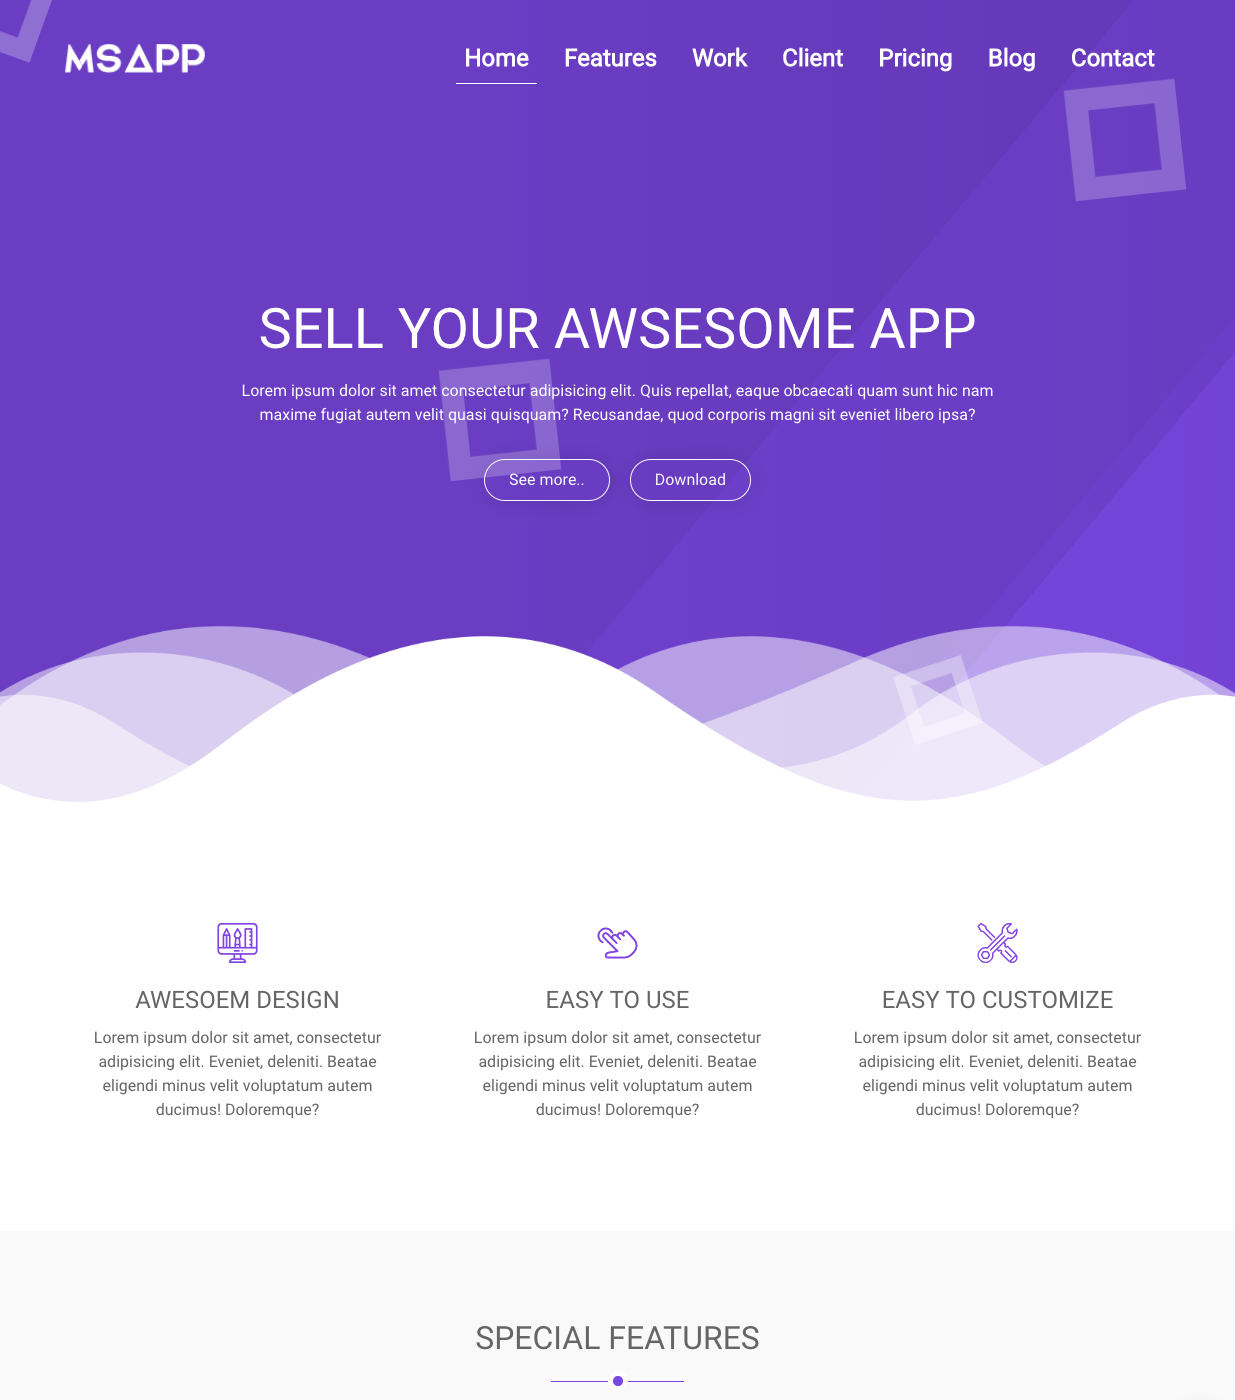 MSAPP
Home Features Work Client Pricing Blog Contact
SELL YOUR AWSESOME APP
Lorem ipsum dolor sit amet consectetur adipisicing elit. Quis repellat, eaque obcaecati quam sunt hic nam
maxime fugiat autem velit quasi quisquam? Recusandae, quod corporis magni sit eveniet libero ipsa?
See more.. Download
AWESOEM DESIGN
Lorem ipsum dolor sit amet, consectetur
adipisicing elit. Eveniet, deleniti. Beatae
eligendi minus velit voluptatum autem
ducimus! Doloremque?
EASY TO USE
Lorem ipsum dolor sit amet, consectetur
adipisicing elit. Eveniet, deleniti. Beatae
eligendi minus velit voluptatum autem
ducimus! Doloremque?
EASY TO CUSTOMIZE
Lorem ipsum dolor sit amet, consectetur
adipisicing elit. Eveniet, deleniti. Beatae
eligendi minus velit voluptatum autem
ducimus! Doloremque?
SPECIAL FEATURES